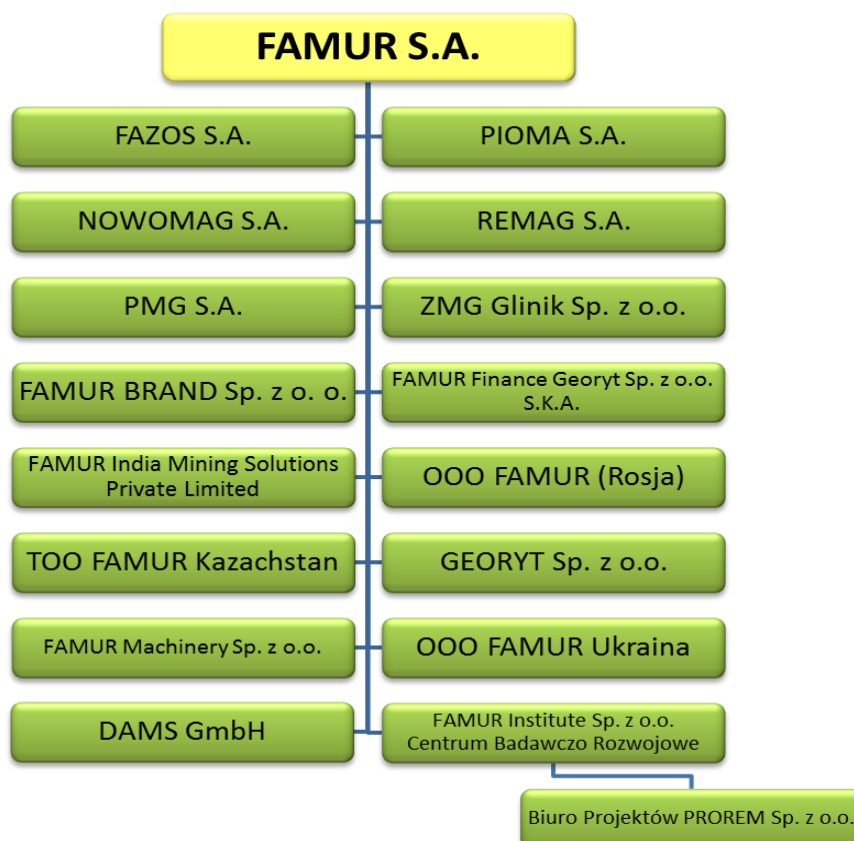 FAMUR S.A.
FAZOS S.A.
PIOMA S.A.
NOWOMAG S.A.
REMAG S.A.
PMG S.A.
ZMG Glinik Sp. z o.o.
FAMUR BRAND Sp. z o. o.
FAMUR Finance Georyt Sp. z o.o.
S.K.A.
FAMUR India Mining Solutions
Private Limited
OOO FAMUR (Rosja)
TOO FAMUR Kazachstan
GEORYT Sp. z o.o.
FAMUR Machinery Sp. z o.o.
OOO FAMUR Ukraina
DAMS GmbH
FAMUR Institute Sp. z o.o.
Centrum Badawczo Rozwojowe
Biuro Projektów PROREM Sp. z o.o.